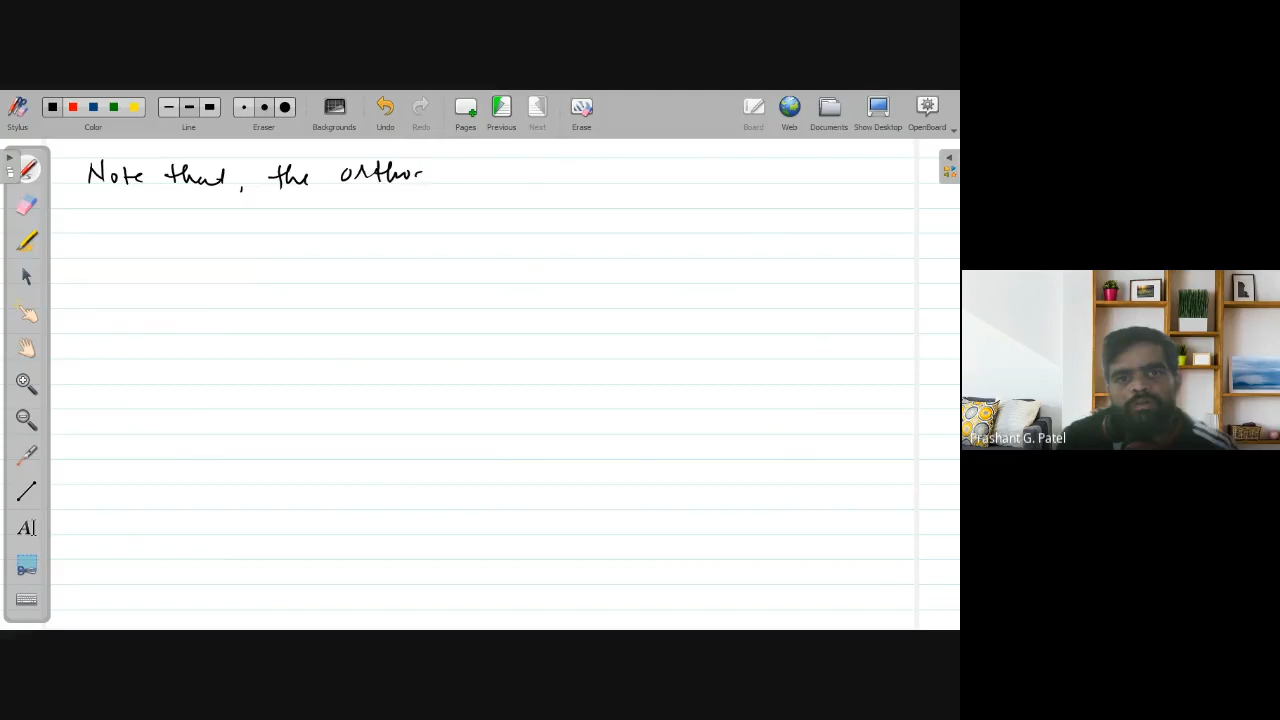 Stylus
Color
Line
Eraser
Backgrounds
Undo
Redo
Pages
Previous
Next
Erase
Board
Web
Documents
Show Desktop
OpenBoard
Note that, the orthor
A
Prashant G. Patel